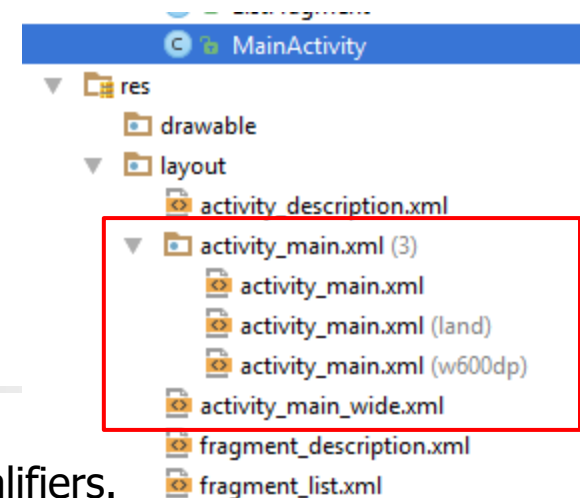 MainActivity
res
drawable
layout
activity_description.xml
activity_main.xml (3)
activity_main.xml
activity_main.xml (land)
activity_main.xml (w600dp)
activity_main_wide.xml
fragment_description.xml
lifiers.
fragment_list.xml